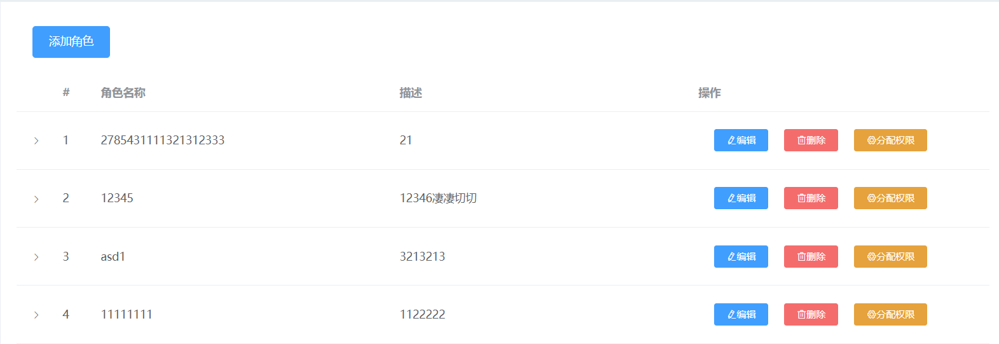 添加角色
# 角色名称 描述 操作
1 2785431111321312333 21 编辑 删除 分配权限
2 12345 12346凄凄切切 编辑 删除 分配权限
3 asd1 3213213 编辑 删除 分配权限
4 11111111 1122222 编辑 删除 分配权限